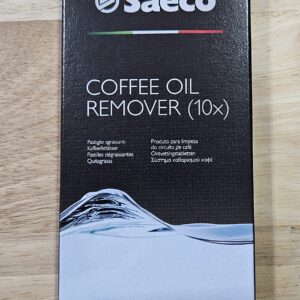 Saeco
COFFEE OIL
REMOVER (10x)
Pastiglie sgrassanti
Kaffeefettlöser
Pastilles dégraissantes
Quitagrasas
Produto para limpeza
do circuito de café
Ontvettingstabletten
Σύστημα καθαρισμού καφέ